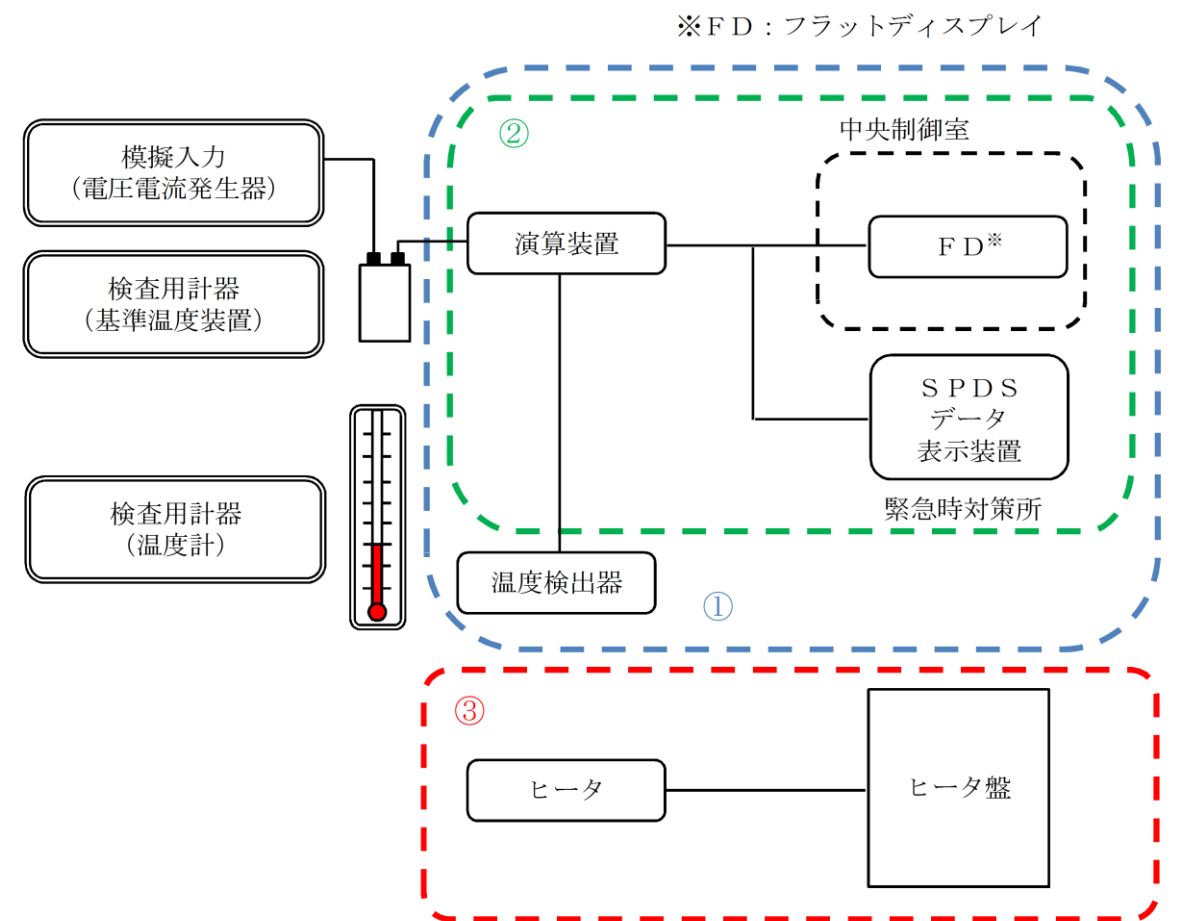 ※ＦＤ：フラットディスプレイ
②
中央制御室
模擬入力
（電圧電流発生器）
演算装置
ＦＤ※
検査用計器
（基準温度装置）
ＳＰＤＳ
データ
表示装置
緊急時対策所
検査用計器
（温度計）
温度検出器
①
③
ヒータ
ヒータ盤